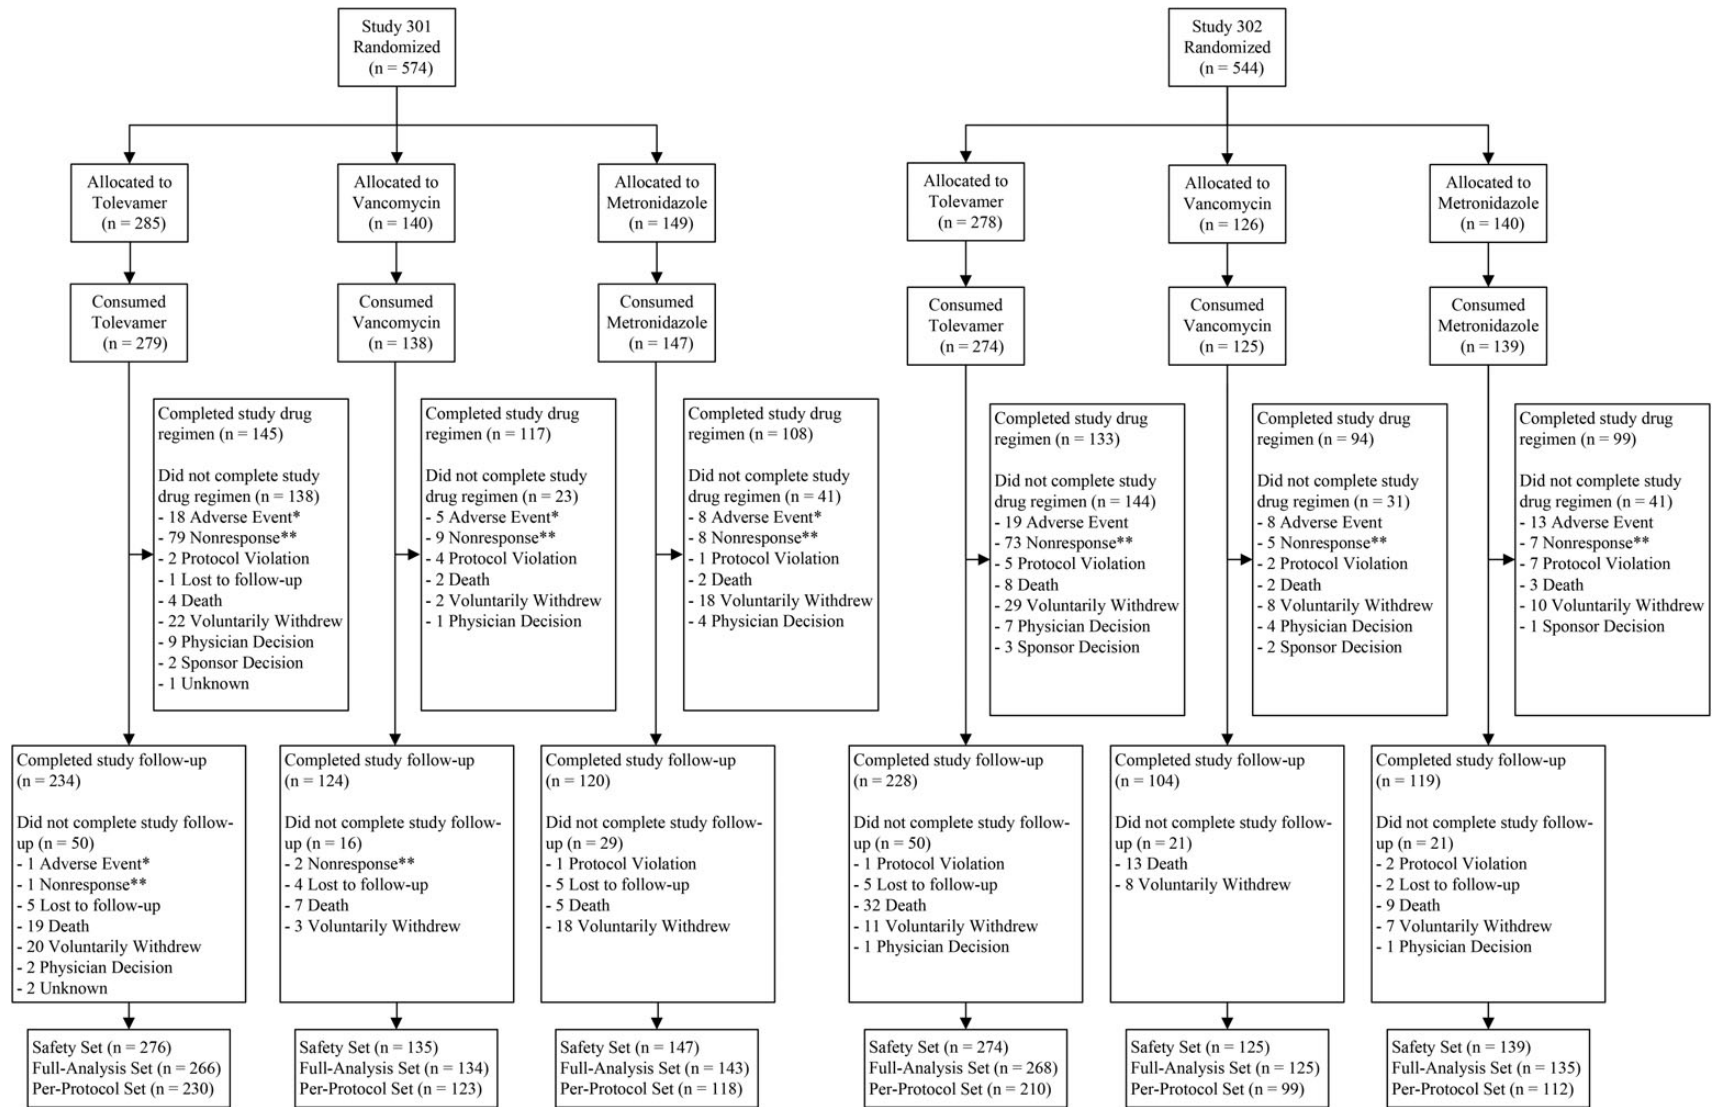 Study 301
Randomized
(n = 574)
Allocated to
Tolevamer
(n = 285)
Allocated to
Vancomycin
(n = 140)
Allocated to
Metronidazole
(n = 149)
Consumed
Tolevamer
(n = 279)
Consumed
Vancomycin
(n = 138)
Consumed
Metronidazole
(n = 147)
Completed study drug
regimen (n = 145)
Did not complete study
drug regimen (n = 138)
- 18 Adverse Event*
- 79 Nonresponse**
- 2 Protocol Violation
- 1 Lost to follow-up
- 4 Death
- 22 Voluntarily Withdrew
- 9 Physician Decision
- 2 Sponsor Decision
- 1 Unknown
Completed study drug
regimen (n = 117)
Did not complete study
drug regimen (n = 23)
- 5 Adverse Event*
- 9 Nonresponse**
- 4 Protocol Violation
- 2 Death
- 2 Voluntarily Withdrew
- 1 Physician Decision
Completed study drug
regimen (n = 108)
Did not complete study
drug regimen (n = 41)
- 8 Adverse Event*
- 8 Nonresponse**
- 1 Protocol Violation
- 2 Death
- 18 Voluntarily Withdrew
- 4 Physician Decision
Completed study follow-up
(n = 234)
Did not complete study follow-
up (n = 50)
- 1 Adverse Event*
- 1 Nonresponse**
- 5 Lost to follow-up
- 19 Death
- 20 Voluntarily Withdrew
- 2 Physician Decision
- 2 Unknown
Completed study follow-up
(n = 124)
Did not complete study follow-
up (n = 16)
- 2 Nonresponse**
- 4 Lost to follow-up
- 7 Death
- 3 Voluntarily Withdrew
Completed study follow-up
(n = 120)
Did not complete study follow-
up (n = 29)
- 1 Protocol Violation
- 5 Lost to follow-up
- 5 Death
- 18 Voluntarily Withdrew
Safety Set (n = 276)
Full-Analysis Set (n = 266)
Per-Protocol Set (n = 230)
Safety Set (n = 135)
Full-Analysis Set (n = 134)
Per-Protocol Set (n = 123)
Safety Set (n = 147)
Full-Analysis Set (n = 143)
Per-Protocol Set (n = 118)
Study 302
Randomized
(n = 544)
Allocated to
Tolevamer
(n = 278)
Allocated to
Vancomycin
(n = 126)
Allocated to
Metronidazole
(n = 140)
Consumed
Tolevamer
(n = 274)
Consumed
Vancomycin
(n = 125)
Consumed
Metronidazole
(n = 139)
Completed study drug
regimen (n = 133)
Did not complete study
drug regimen (n = 144)
- 19 Adverse Event
- 73 Nonresponse**
- 5 Protocol Violation
- 8 Death
- 29 Voluntarily Withdrew
- 7 Physician Decision
- 3 Sponsor Decision
Completed study drug
regimen (n = 94)
Did not complete study
drug regimen (n = 31)
- 8 Adverse Event
- 5 Nonresponse**
- 2 Protocol Violation
- 2 Death
- 8 Voluntarily Withdrew
- 4 Physician Decision
- 2 Sponsor Decision
Completed study drug
regimen (n = 99)
Did not complete study
drug regimen (n = 41)
- 13 Adverse Event
- 7 Nonresponse**
- 7 Protocol Violation
- 3 Death
- 10 Voluntarily Withdrew
- 1 Sponsor Decision
Completed study follow-up
(n = 228)
Did not complete study follow-
up (n = 50)
- 1 Protocol Violation
- 5 Lost to follow-up
- 32 Death
- 11 Voluntarily Withdrew
- 1 Physician Decision
Completed study follow-up
(n = 104)
Did not complete study follow-
up (n = 21)
- 13 Death
- 8 Voluntarily Withdrew
Completed study follow-up
(n = 119)
Did not complete study follow-
up (n = 21)
- 2 Protocol Violation
- 2 Lost to follow-up
- 9 Death
- 7 Voluntarily Withdrew
- 1 Physician Decision
Safety Set (n = 274)
Full-Analysis Set (n = 268)
Per-Protocol Set (n = 210)
Safety Set (n = 125)
Full-Analysis Set (n = 125)
Per-Protocol Set (n = 99)
Safety Set (n = 139)
Full-Analysis Set (n = 135)
Per-Protocol Set (n = 112)